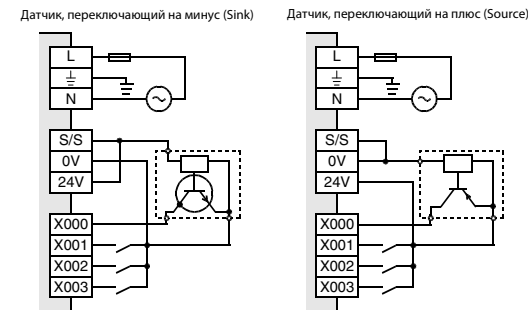 Датчик, переключающий на минус (Sink)
L
N
S/S
0V
24V
X000
X001
X002
X003
Датчик, переключающий на плюс (Source)
L
N
S/S
0V
24V
X000
X001
X002
X003